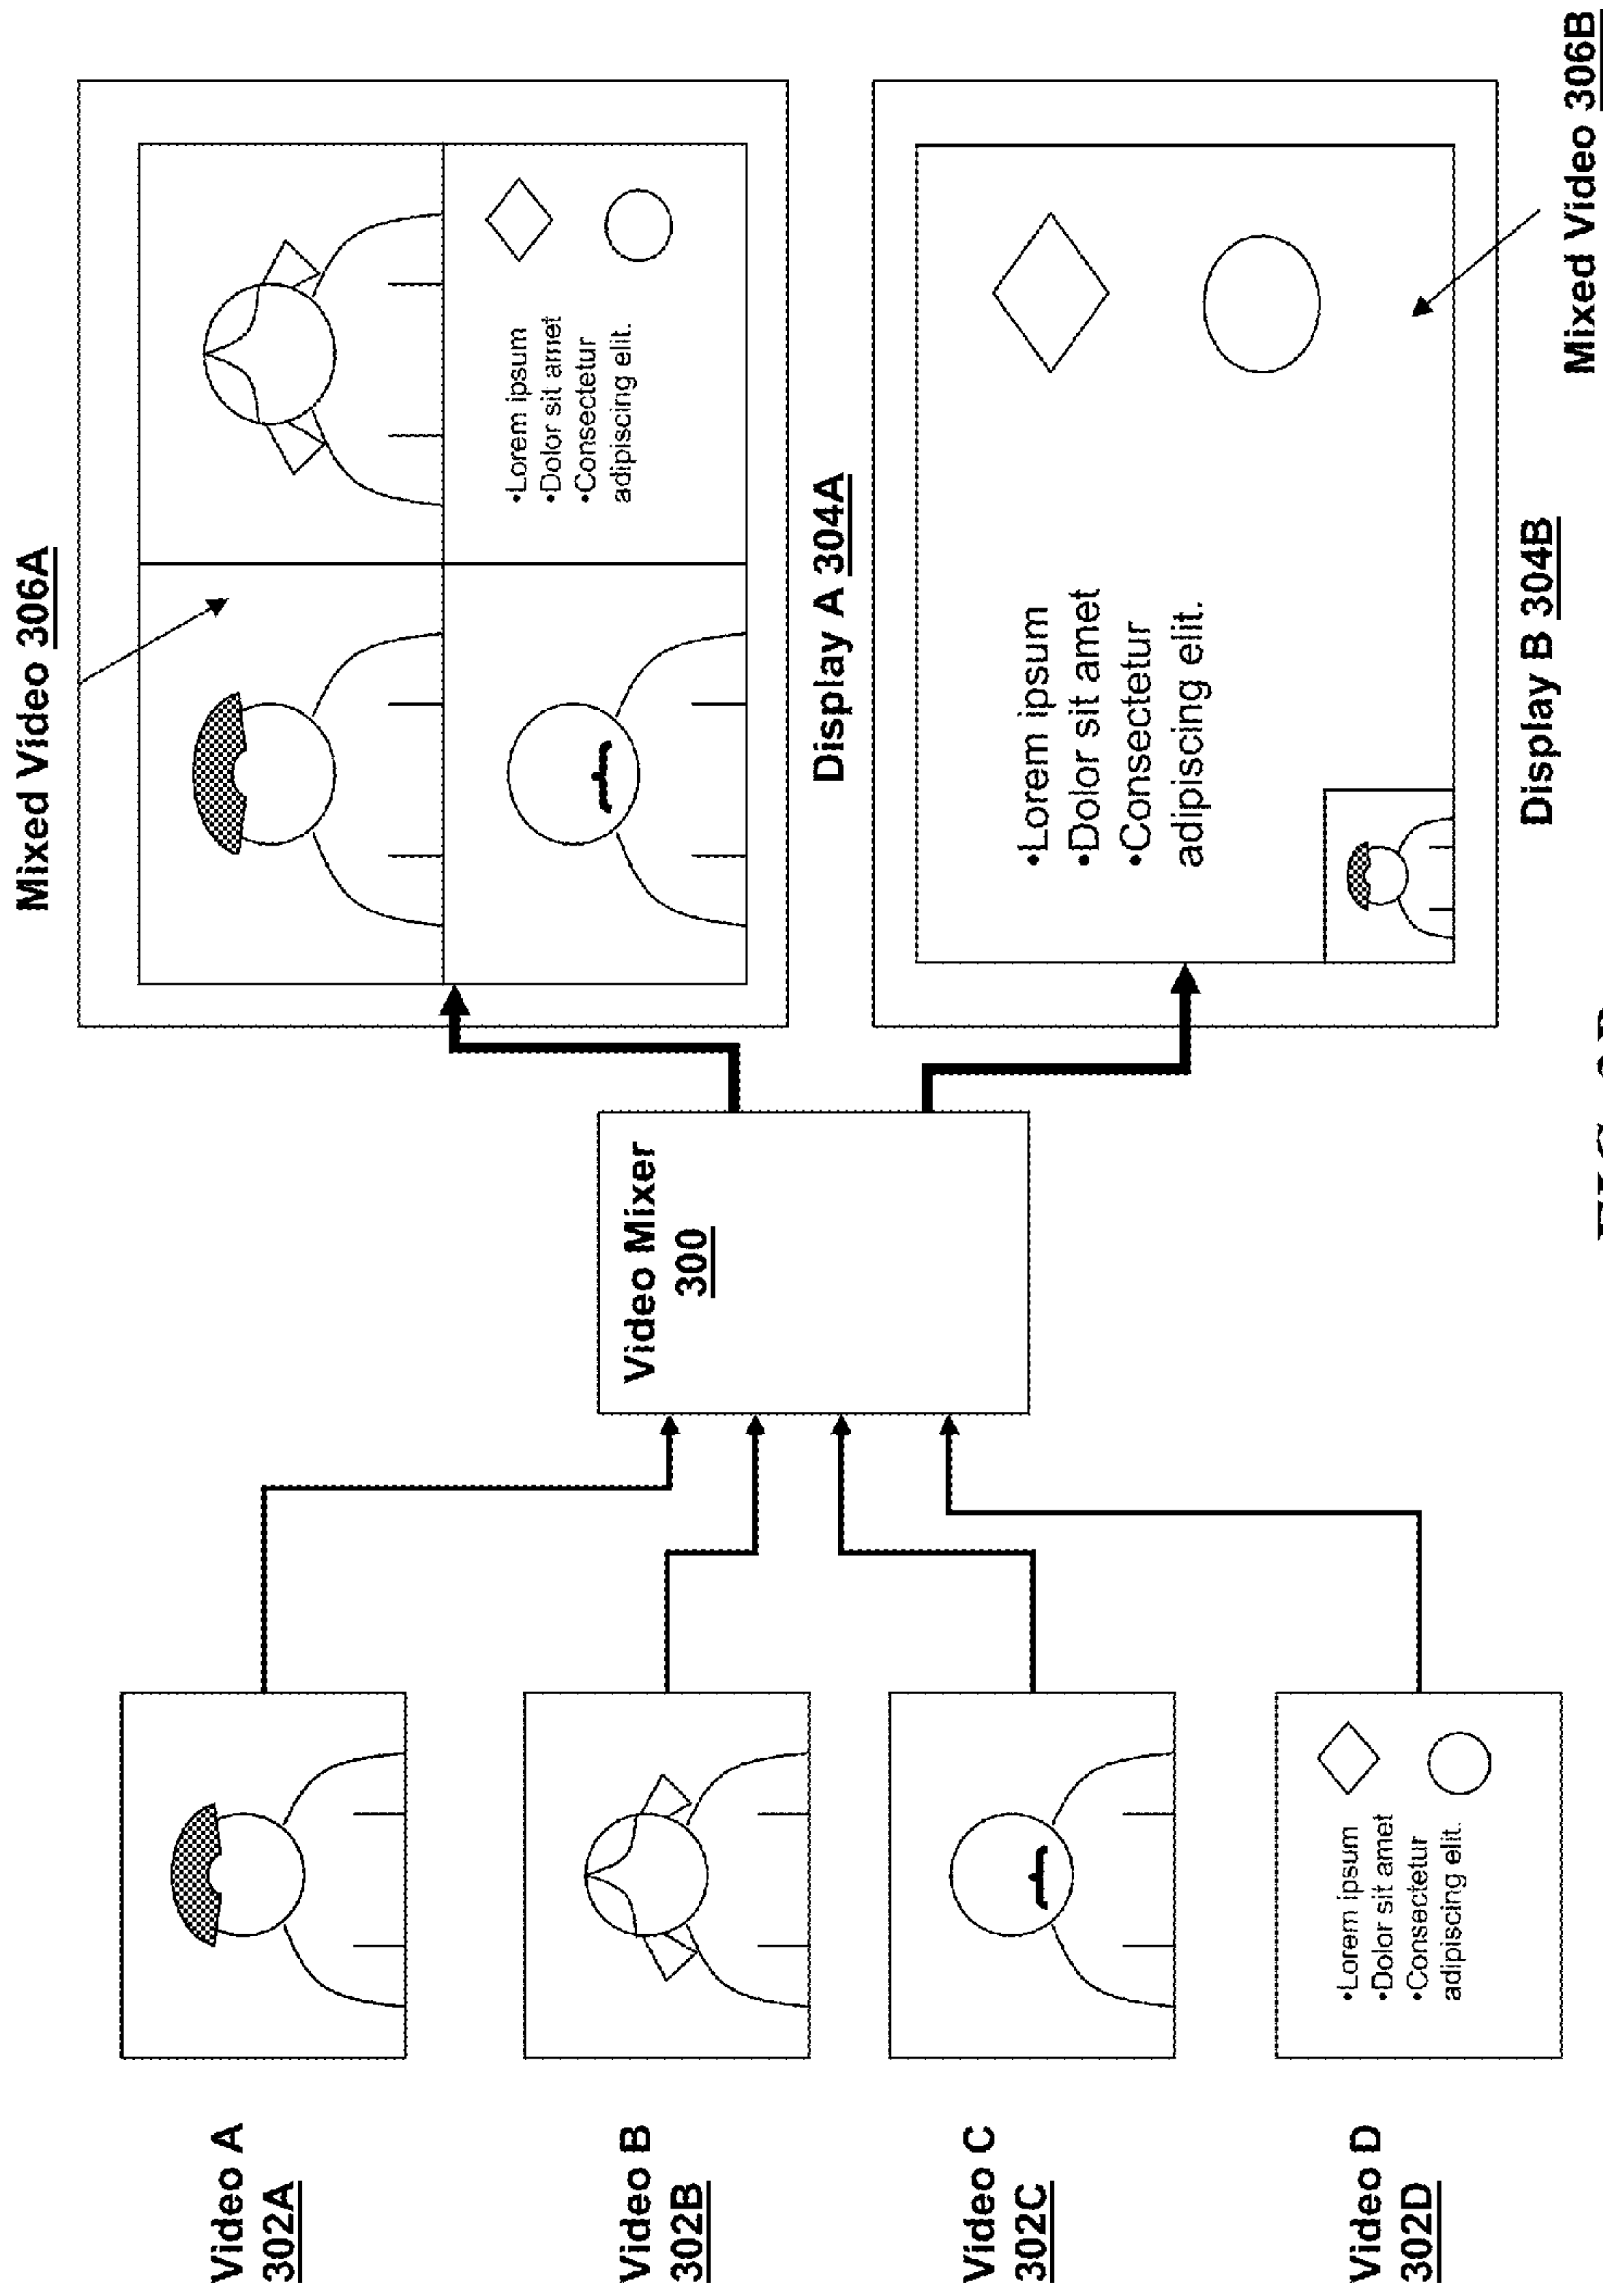 Video A
302A
Video B
302B
Video C
302C
Video D
302D
•Lorem ipsum
•Dolor sit amet
•Consectetur
adipiscing elit.
Video Mixer
300
Mixed Video 306A
•Lorem ipsum
•Dolor sit amet
•Consectetur
adipiscing elit.
Display A 304A
•Lorem ipsum
•Dolor sit amet
•Consectetur
adipiscing elit.
Display B 304B
Mixed Video 306B